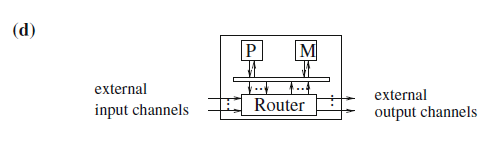 (d)
P
M
external
input channels
Router
external
output channels